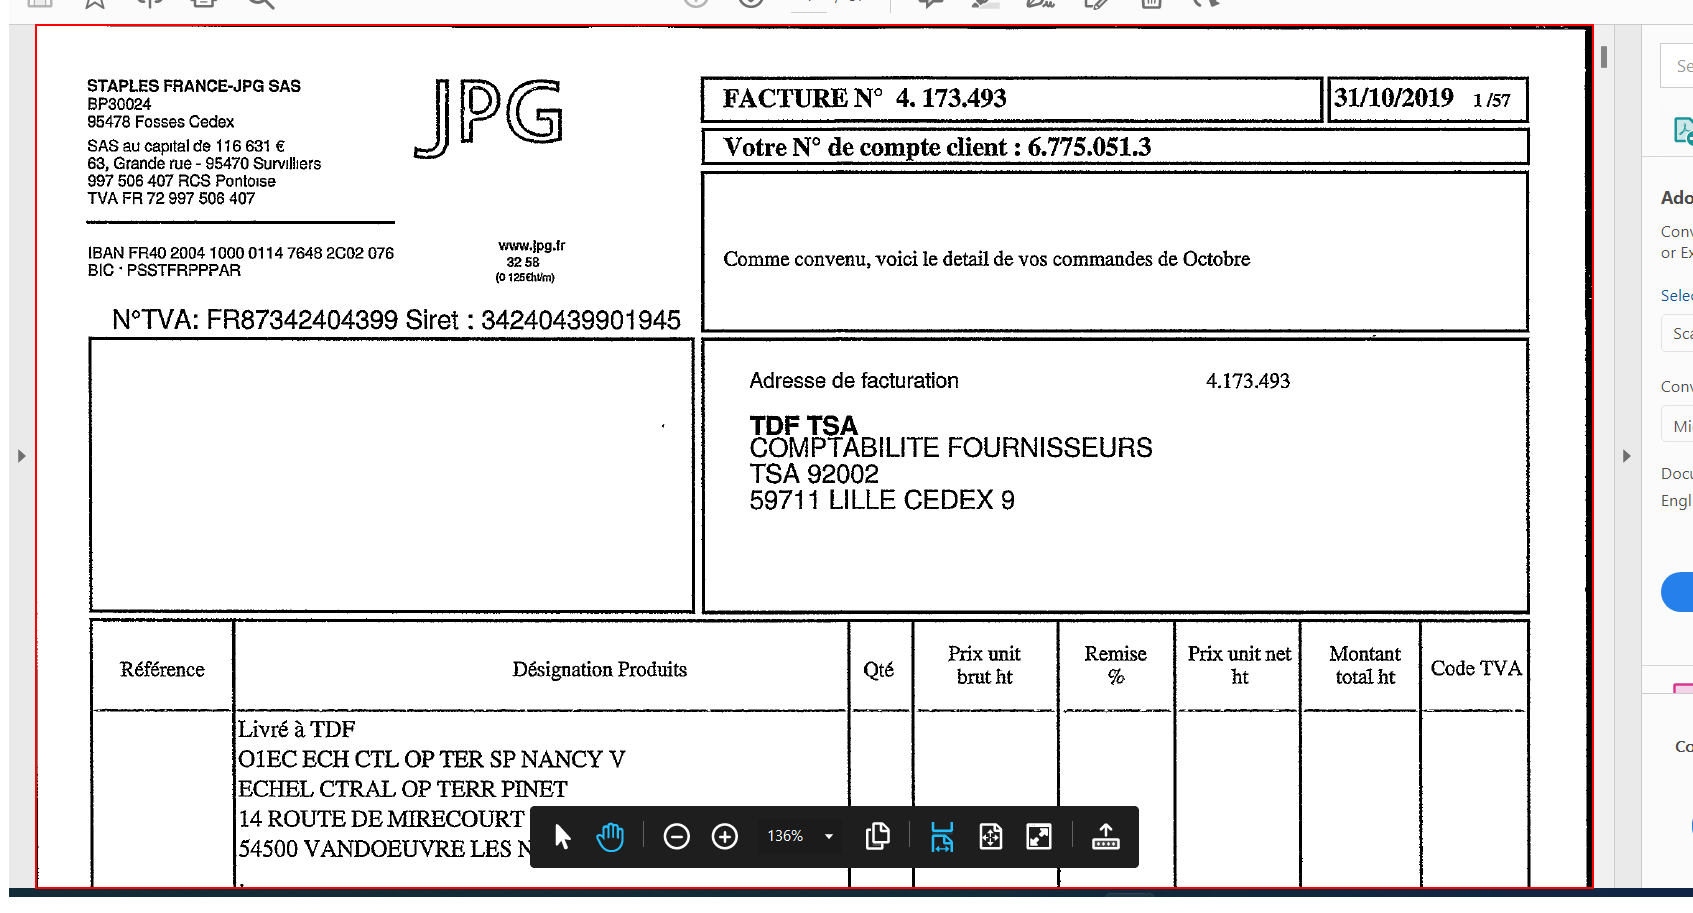 STAPLES FRANCE-JPG SAS
BP30024
95478 Fosses Cedex
SAS au capital de 116 631 €
63, Grande rue - 95470 Survilliers
997 506 407 RCS Pontoise
TVA FR 72 997 506 407
IBAN FR40 2004 1000 0114 7648 2C02 076
BIC : PSSTFRPPPAR
JPG
www.jpg.fr
32 58
(0 125€ht/m)
N°TVA: FR87342404399 Siret : 34240439901945
FACTURE N° 4. 173.493
31/10/2019 1 /57
Votre N° de compte client : 6.775.051.3
Comme convenu, voici le detail de vos commandes de Octobre
Adresse de facturation 4.173.493
TDF TSA
COMPTABILITE FOURNISSEURS
TSA 92002
59711 LILLE CEDEX 9
Référence
Désignation Produits
Qté
Prix unit
brut ht
Remise
%
Prix unit net
ht
Montant
total ht
Code TVA
Livré à TDF
O1EC ECH CTL OP TER SP NANCY V
ECHEL CTRAL OP TERR PINET
14 ROUTE DE MIRECOURT
54500 VANDOEUVRE LES N
136%
Se
Ado
Conv
or Ex
Selec
Sca
Conv
Mi
Docu
Engl
Co